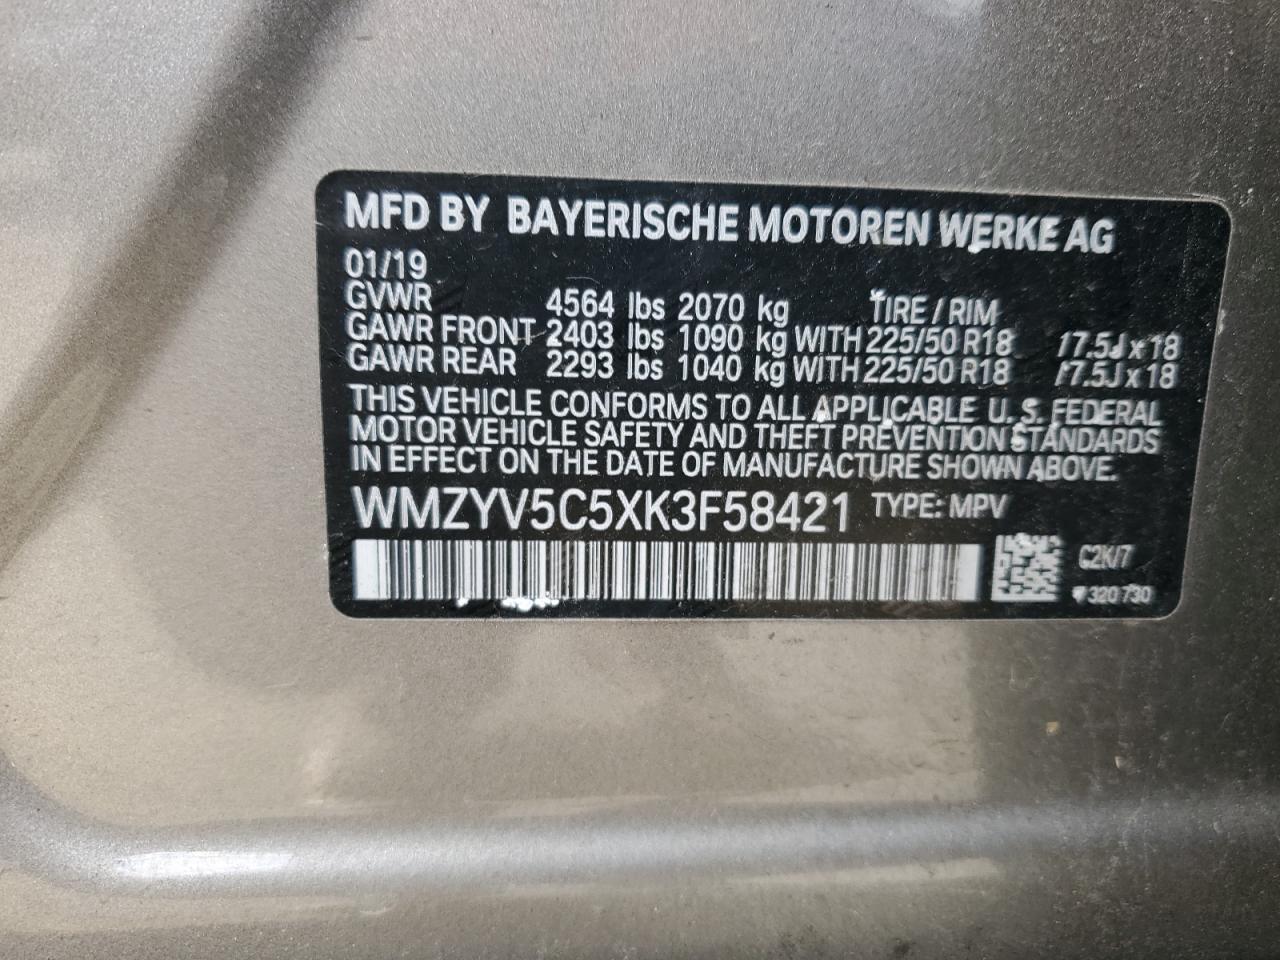 MFD BY BAYERISCHE MOTOREN WERKE AG
01/19
GVWR 4564 lbs 2070 kg TIRE / RIM
GAWR FRONT 2403 lbs 1090 kg WITH 225/50 R18 /7.5J x 18
GAWR REAR 2293 lbs 1040 kg WITH 225/50 R18 /7.5J x 18
THIS VEHICLE CONFORMS TO ALL APPLICABLE U. S. FEDERAL
MOTOR VEHICLE SAFETY AND THEFT PREVENTION STANDARDS
IN EFFECT ON THE DATE OF MANUFACTURE SHOWN ABOVE.
WMZYV5C5XK3F58421 TYPE: MPV
C2K/7
320730